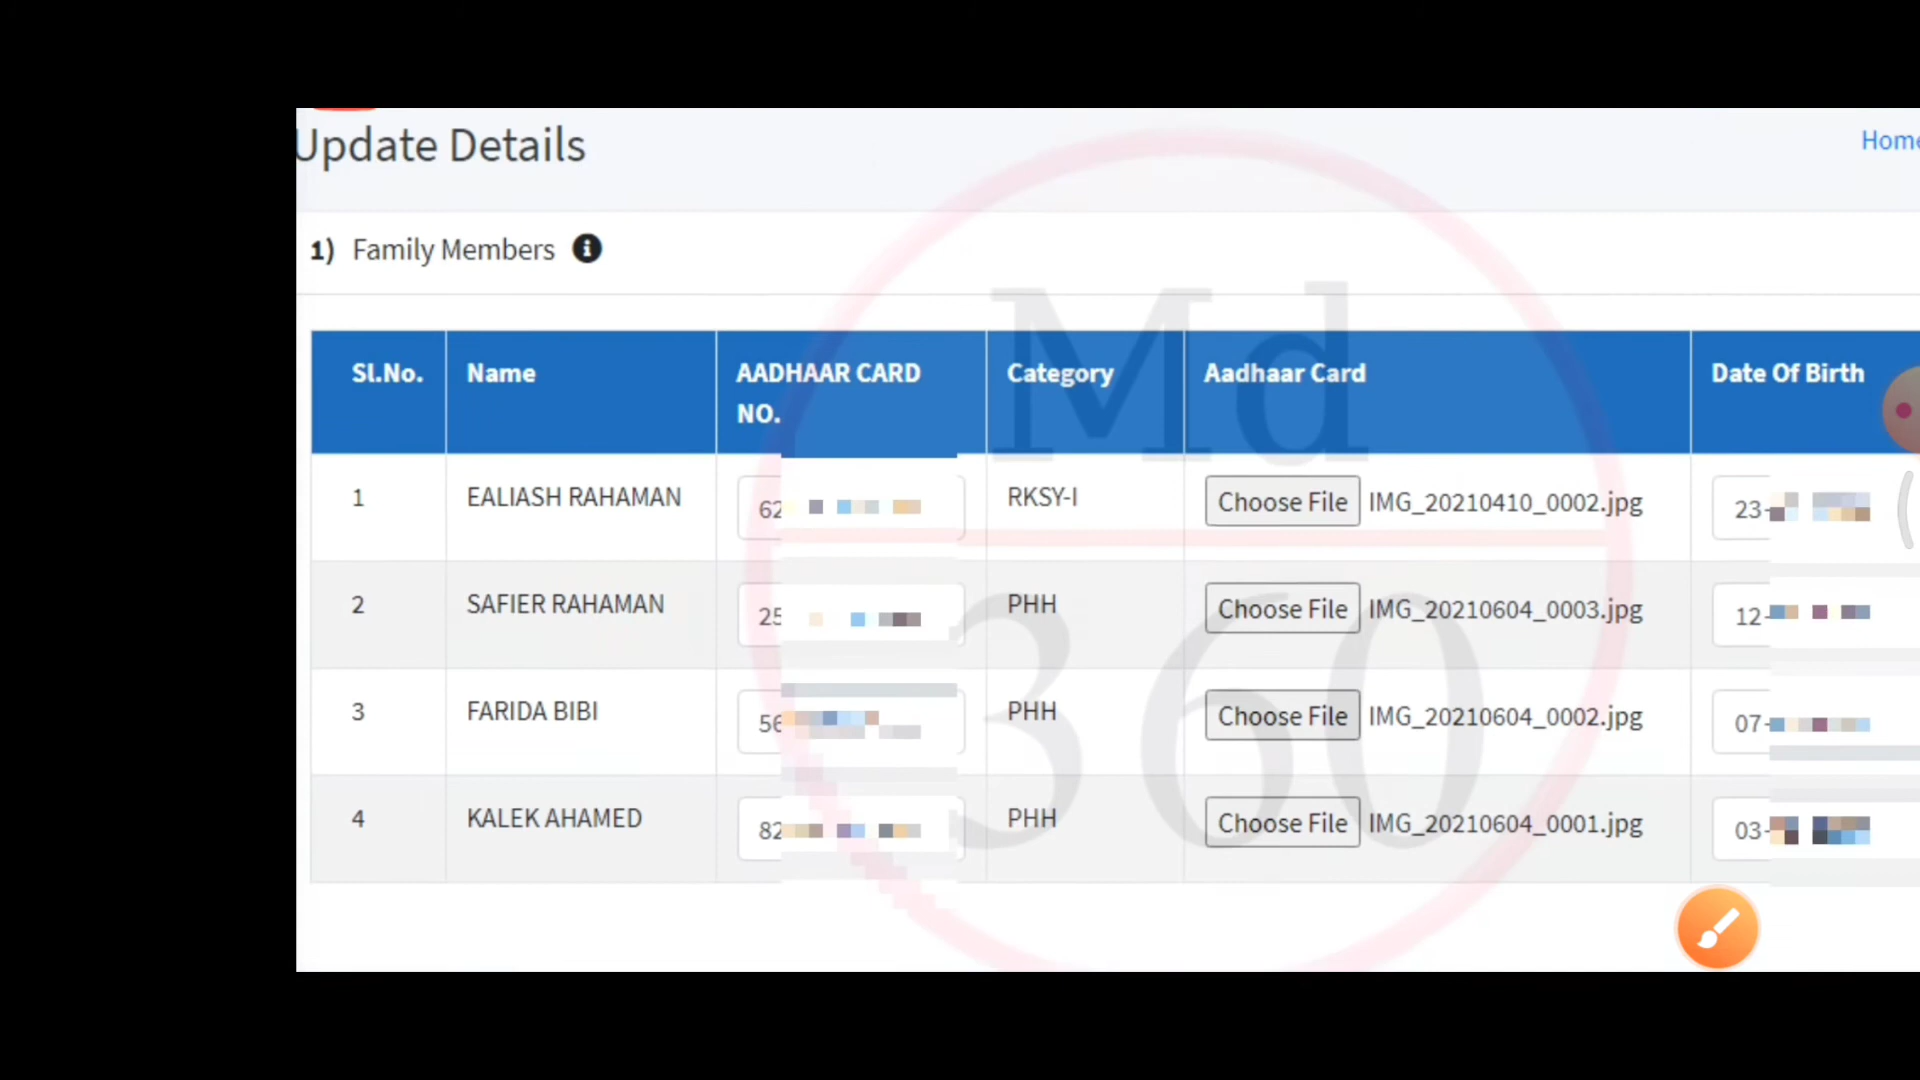 Update Details
Home
1) Family Members
Sl.No. Name AADHAAR CARD NO. Category Aadhaar Card Date Of Birth
1 EALIASH RAHAMAN 62 RKSY-I Choose File IMG_20210410_0002.jpg 23-
2 SAFIER RAHAMAN 25 PHH Choose File IMG_20210604_0003.jpg 12-
3 FARIDA BIBI 56 PHH Choose File IMG_20210604_0002.jpg 07-
4 KALEK AHAMED 82 PHH Choose File IMG_20210604_0001.jpg 03-
Md
360